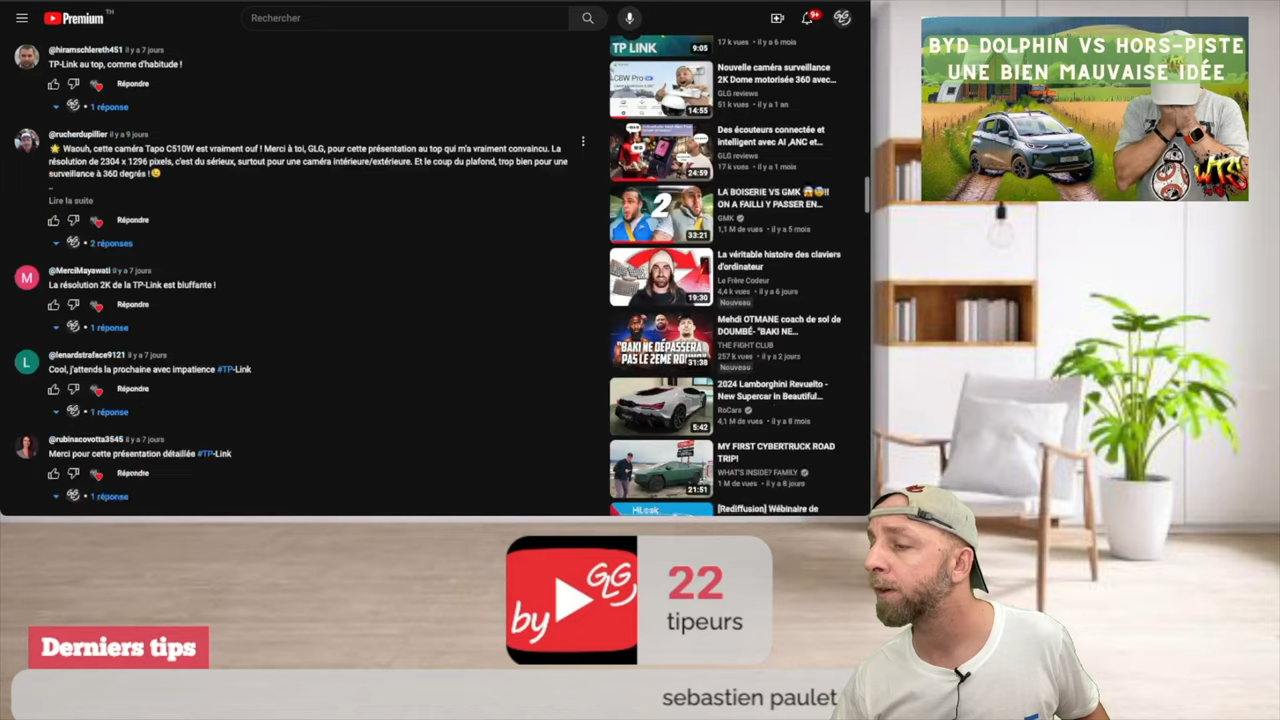 Premium TH
Rechercher
9+
@hiramschlereth451 il y a 7 jours
TP-Link au top, comme d'habitude !
Répondre
1 réponse
@rucherdupillier il y a 9 jours
🌟 Waouh, cette caméra Tapo C510W est vraiment ouf ! Merci à toi, GLG, pour cette présentation au top qui m'a vraiment convaincu. La
résolution de 2304 x 1296 pixels, c'est du sérieux, surtout pour une caméra intérieure/extérieure. Et le coup du plafond, trop bien pour une
surveillance à 360 degrés !😉
..
Lire la suite
Répondre
2 réponses
M
@MerciMayawati il y a 7 jours
La résolution 2K de la TP-Link est bluffante !
Répondre
1 réponse
L
@lenardstraface9121 il y a 7 jours
Cool, j'attends la prochaine avec impatience #TP-Link
Répondre
1 réponse
@rubinacovotta3545 il y a 7 jours
Merci pour cette présentation détaillée #TP-Link
Répondre
1 réponse
TP LINK
9:05
17 k vues • il y a 6 mois
C8W Pro
14:55
Nouvelle caméra surveillance
2K Dome motorisée 360 avec...
GLG reviews
51 k vues • il y a 1 an
24:59
Des écouteurs connectée et
intelligent avec AI ,ANC et...
GLG reviews
17 k vues • il y a 1 mois
2
33:21
LA BOISERIE VS GMK 😱😨!!
ON A FAILLI Y PASSER EN...
GMK
1,1 M de vues • il y a 5 mois
19:30
La véritable histoire des claviers
d'ordinateur
Le Frère Codeur
4,4 k vues • il y a 6 jours
Nouveau
"BAKI NE DÉPASSERA
PAS LE 2EME ROUND"
31:38
Mehdi OTMANE coach de sol de
DOUMBÉ- "BAKI NE...
THE FIGHT CLUB
257 k vues • il y a 2 jours
Nouveau
5:42
2024 Lamborghini Revuelto -
New Supercar in Beautiful...
RoCars
4,1 M de vues • il y a 8 mois
21:51
MY FIRST CYBERTRUCK ROAD
TRIP!
WHAT'S INSIDE? FAMILY
1 M de vues • il y a 8 jours
HiLook
[Rediffusion] Wébinaire de
BYD DOLPHIN VS HORS-PISTE
UNE BIEN MAUVAISE IDÉE
by GLG
22
tipeurs
Derniers tips
sebastien paulet